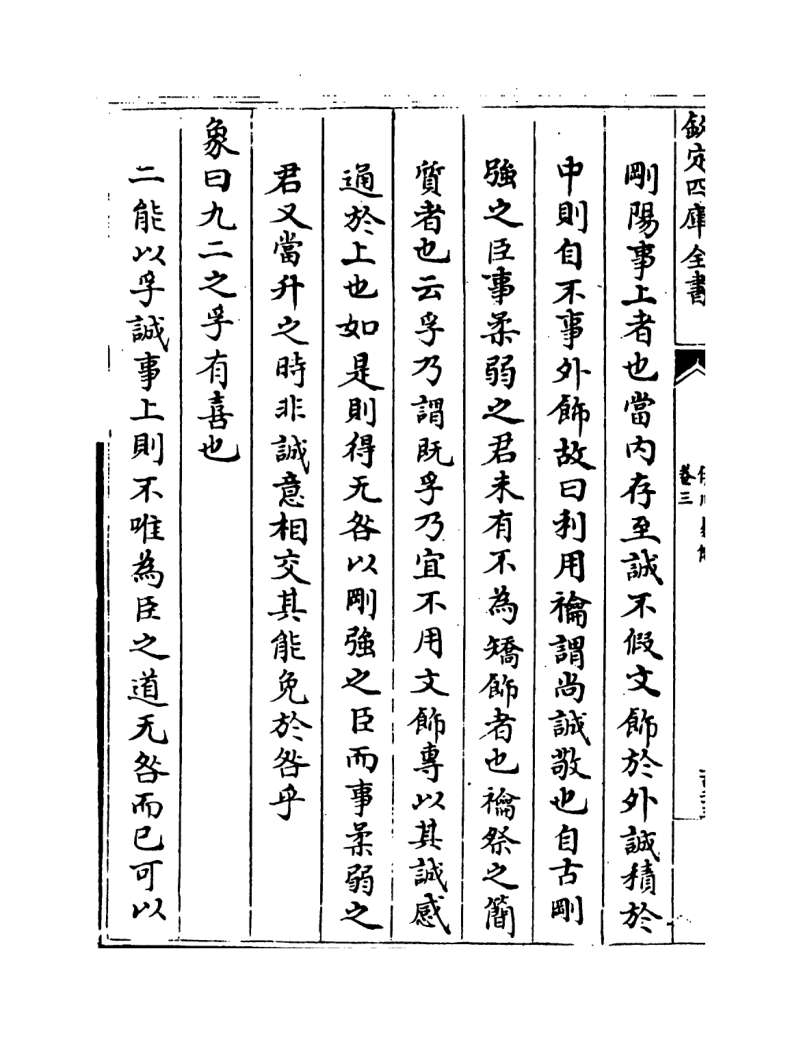 欽定四庫全書
卷三
剛陽事上者也當内存至誠不假文飾於外誠積於
中則自不事外飾故曰利用禴謂尚誠敬也自古剛
強之臣事柔弱之君未有不為矯飾者也禴祭之簡
質者也云孚乃謂既孚乃宜不用文飾專以其誠感
通於上也如是則得无咎以剛強之臣而事柔弱之
君又當升之時非誠意相交其能免於咎乎
象曰九二之孚有喜也
二能以孚誠事上則不唯為臣之道无咎而已可以